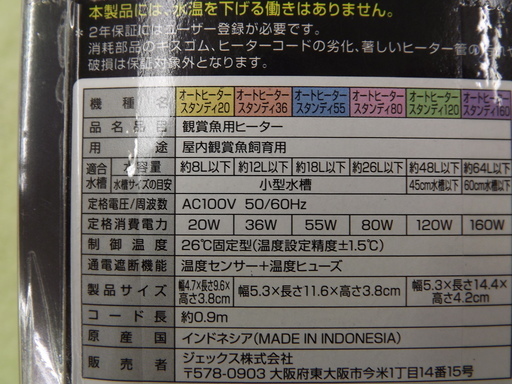 本製品には、水温を下げる働きはありません。
*2年保証にはユーザー登録が必要です。
消耗部品のキスゴム、ヒーターコードの劣化、著しいヒーター管の
破損は保証対象外となります。
機種名 オートヒータースタンディ20 オートヒータースタンディ36 オートヒータースタンディ55 オートヒータースタンディ80 オートヒータースタンディ120 オートヒータースタンディ160
品名品目 観賞魚用ヒーター
用途 屋内観賞魚飼育用
適合水槽 水容量 約8L以下 約12L以下 約18L以下 約26L以下 約48L以下 約64L以下
水槽サイズの目安 小型水槽 45cm水槽以下 60cm水槽以下
定格電圧/周波数 AC100V 50/60Hz
定格消費電力 20W 36W 55W 80W 120W 160W
制御温度 26℃固定型(温度設定精度±1.5℃)
通電遮断機能 温度センサー+温度ヒューズ
製品サイズ 幅4.7×長さ9.6×高さ3.8cm 幅5.3×長さ11.6×高さ3.8cm 幅5.3×長さ14.4×高さ4.2cm
コード長 約0.9m
原産国 インドネシア(MADE IN INDONESIA)
販売者 ジェックス株式会社
〒578-0903 大阪府東大阪市今米1丁目14番15号